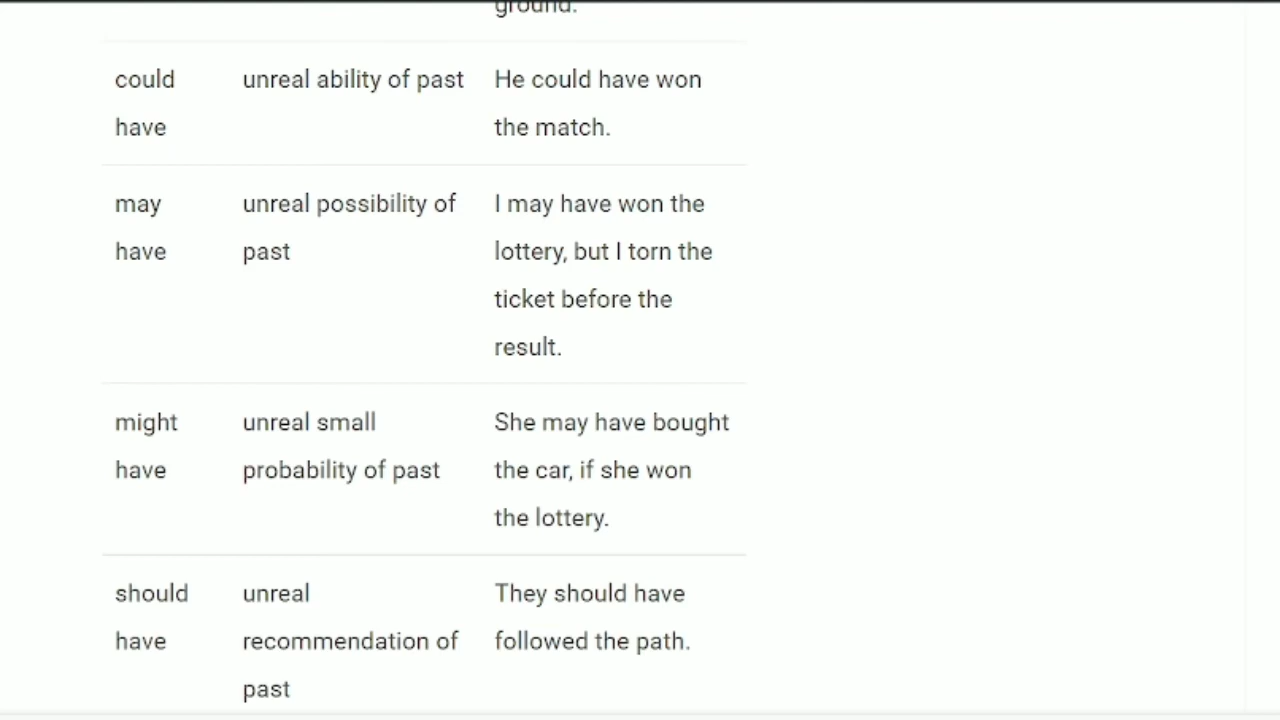 ground.
could
have
unreal ability of past
He could have won
the match.
may
have
unreal possibility of
past
I may have won the
lottery, but I torn the
ticket before the
result.
might
have
unreal small
probability of past
She may have bought
the car, if she won
the lottery.
should
have
unreal
recommendation of
past
They should have
followed the path.